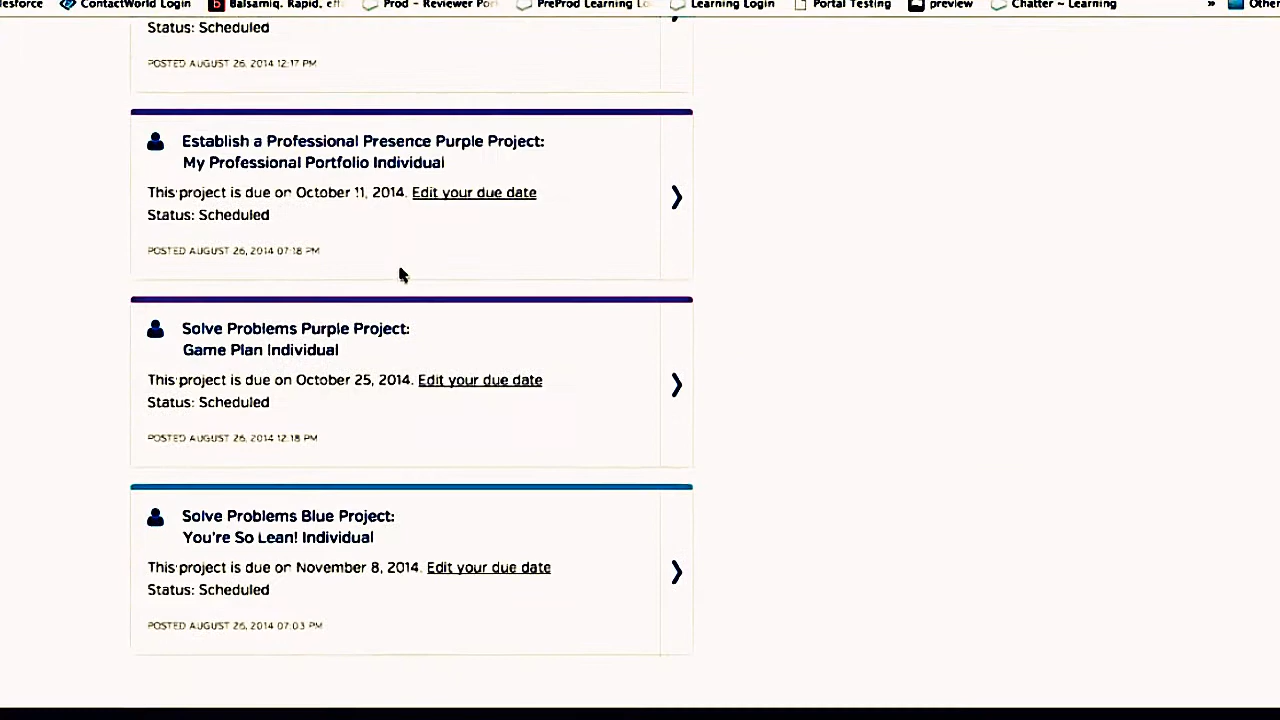 ContactWorld Login Balsamiq. Rapid, Prod - Reviewer PreProd Learning Learning Login Portal Testing preview Chatter ~ Learning »
Status: Scheduled
POSTED AUGUST 26, 2014 12:17 PM
Establish a Professional Presence Purple Project:
My Professional Portfolio Individual
This project is due on October 11, 2014. Edit your due date
Status: Scheduled
POSTED AUGUST 26, 2014 07:18 PM
Solve Problems Purple Project:
Game Plan Individual
This project is due on October 25, 2014. Edit your due date
Status: Scheduled
POSTED AUGUST 26, 2014 12:18 PM
Solve Problems Blue Project:
You're So Lean! Individual
This project is due on November 8, 2014. Edit your due date
Status: Scheduled
POSTED AUGUST 26, 2014 07:03 PM